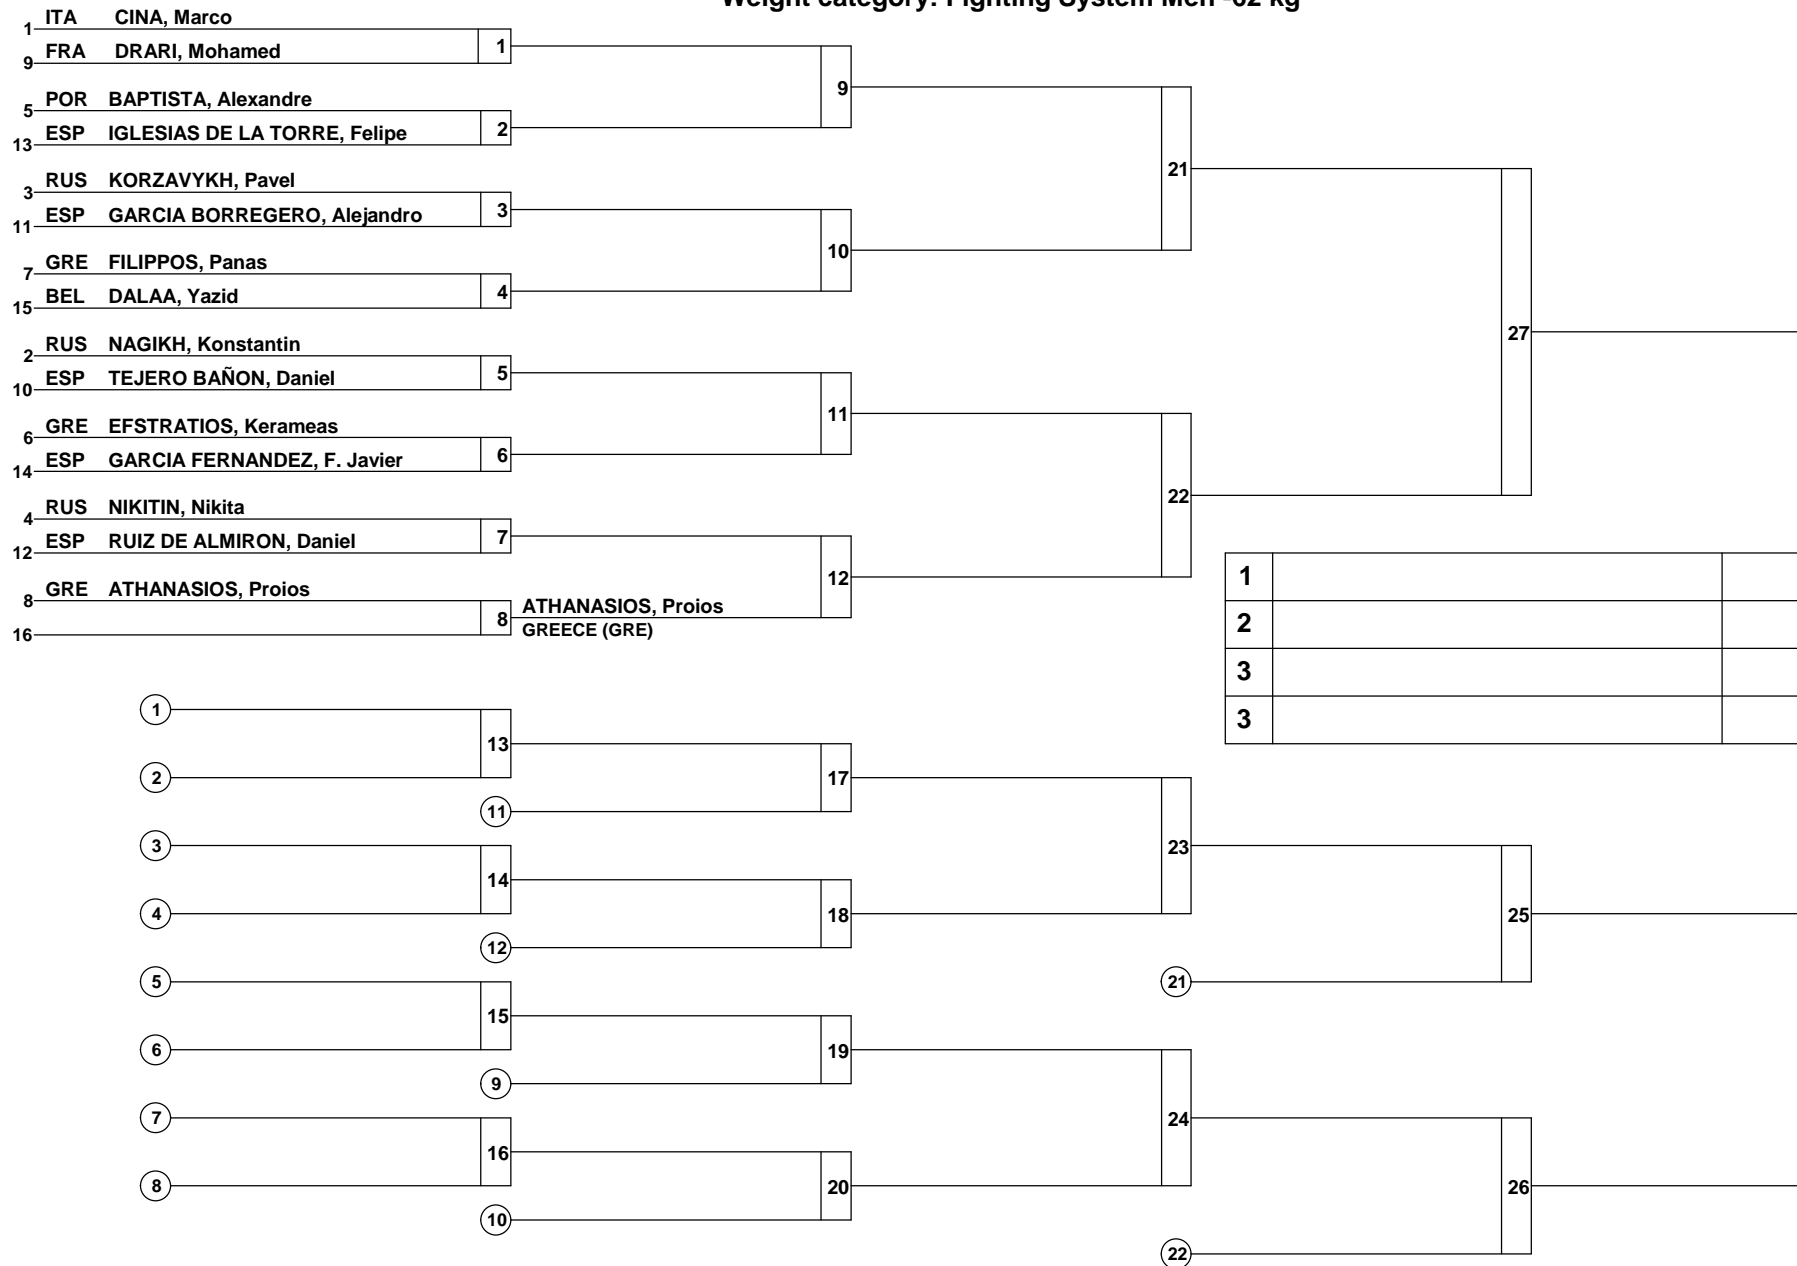 Weight category: Fighting System Men -62 kg
1 ITA CINA, Marco
9 FRA DRARI, Mohamed
1
5 POR BAPTISTA, Alexandre
13 ESP IGLESIAS DE LA TORRE, Felipe
2
9
3 RUS KORZAVYKH, Pavel
11 ESP GARCIA BORREGERO, Alejandro
3
21
7 GRE FILIPPOS, Panas
15 BEL DALAA, Yazid
4
10
2 RUS NAGIKH, Konstantin
10 ESP TEJERO BAÑON, Daniel
5
27
6 GRE EFSTRATIOS, Kerameas
14 ESP GARCIA FERNANDEZ, F. Javier
6
11
4 RUS NIKITIN, Nikita
12 ESP RUIZ DE ALMIRON, Daniel
7
22
8 GRE ATHANASIOS, Proios
16
8
12
ATHANASIOS, Proios
GREECE (GRE)
1
2
3
3
1
2
13
11
17
3
4
14
12
18
23
21
25
5
6
15
9
19
7
8
16
10
20
24
22
26